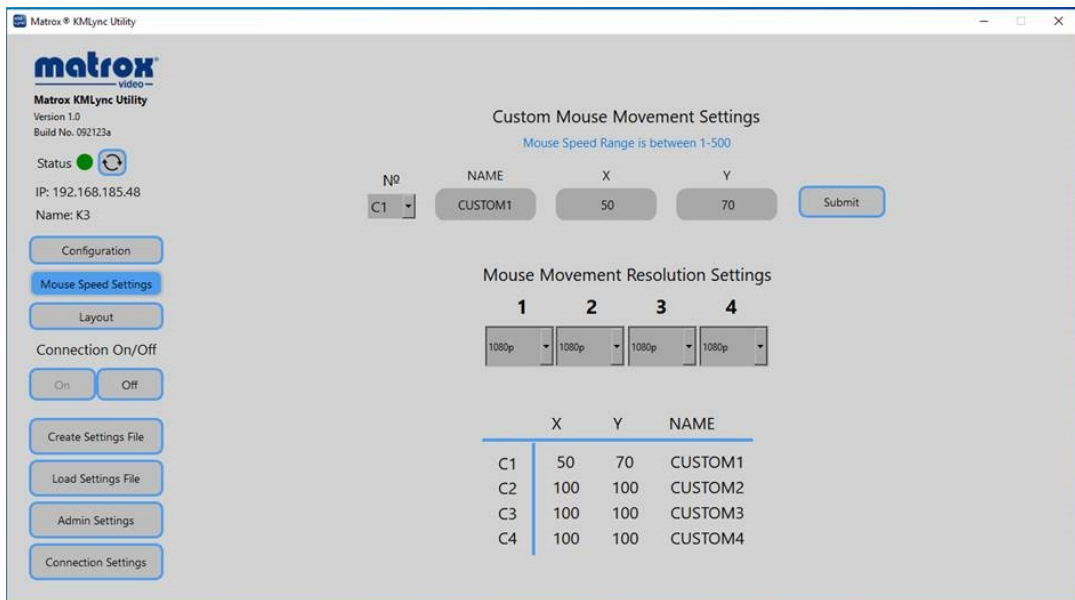 Matrox® KMLync Utility
matrox
video
Matrox KMLync Utility
Version 1.0
Build No. 092123a
Status
IP: 192.168.185.48
Name: K3
Configuration
Mouse Speed Settings
Layout
Connection On/Off
On Off
Create Settings File
Load Settings File
Admin Settings
Connection Settings
Custom Mouse Movement Settings
Mouse Speed Range is between 1-500
Nº NAME X Y
C1 CUSTOM1 50 70 Submit
Mouse Movement Resolution Settings
1 2 3 4
1080p 1080p 1080p 1080p
X Y NAME
C1 50 70 CUSTOM1
C2 100 100 CUSTOM2
C3 100 100 CUSTOM3
C4 100 100 CUSTOM4